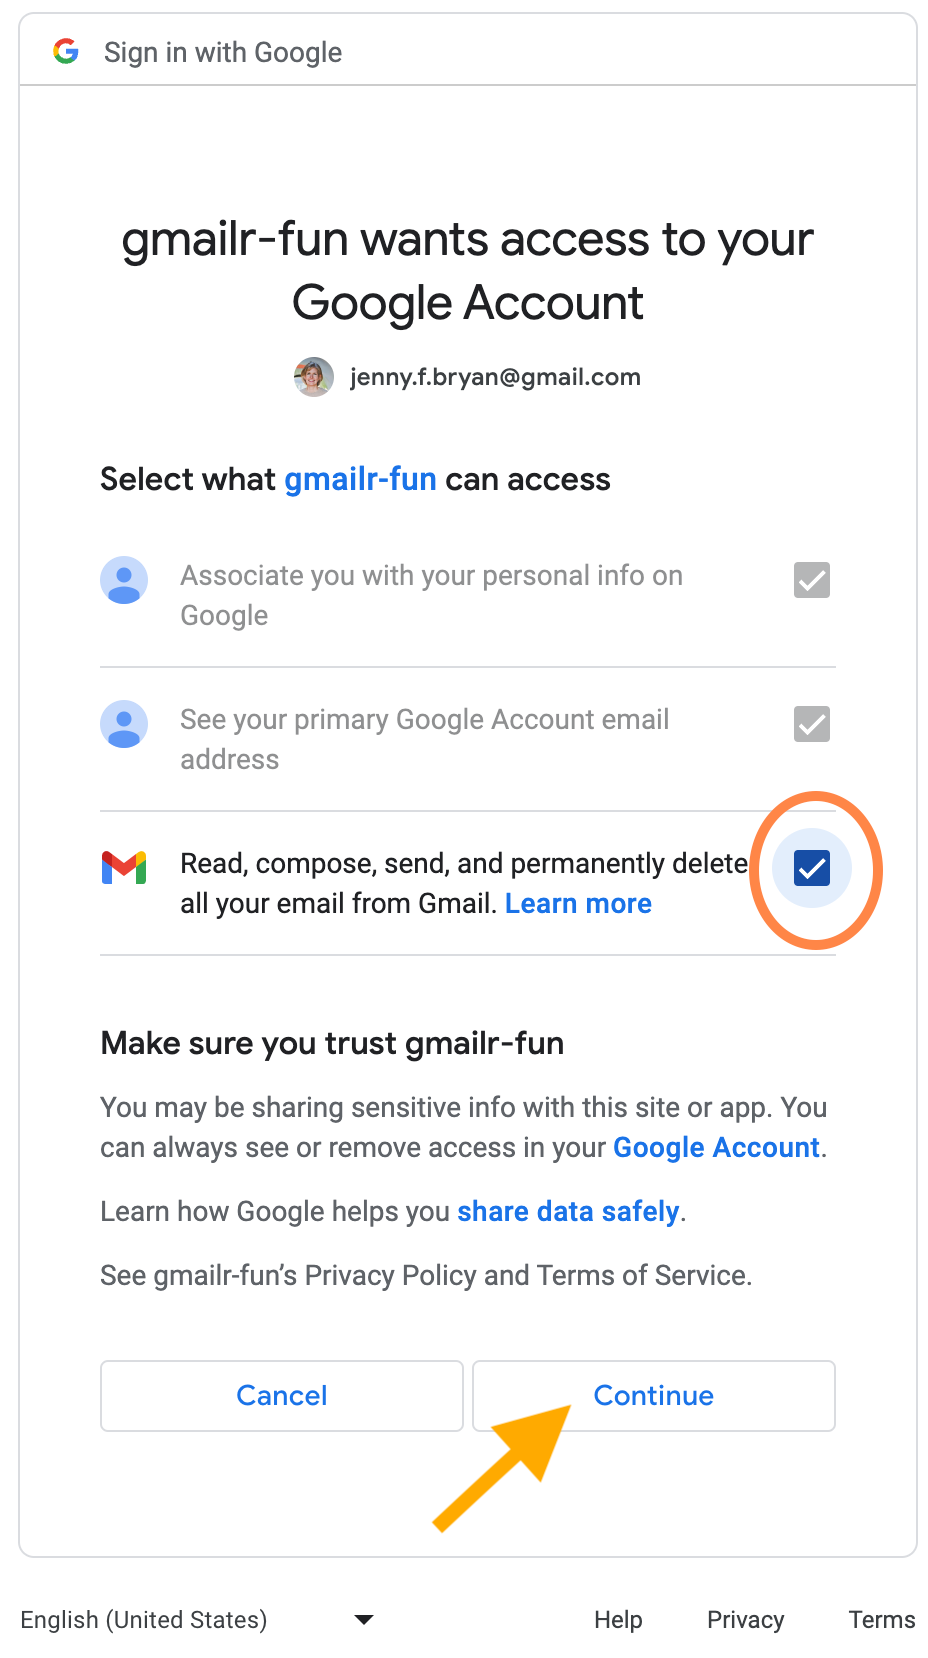 Sign in with Google
gmailr-fun wants access to your
Google Account
jenny.f.bryan@gmail.com
Select what gmailr-fun can access
Associate you with your personal info on
Google
See your primary Google Account email
address
Read, compose, send, and permanently delete
all your email from Gmail. Learn more
Make sure you trust gmailr-fun
You may be sharing sensitive info with this site or app. You
can always see or remove access in your Google Account.
Learn how Google helps you share data safely.
See gmailr-fun’s Privacy Policy and Terms of Service.
Cancel Continue
English (United States) Help Privacy Terms